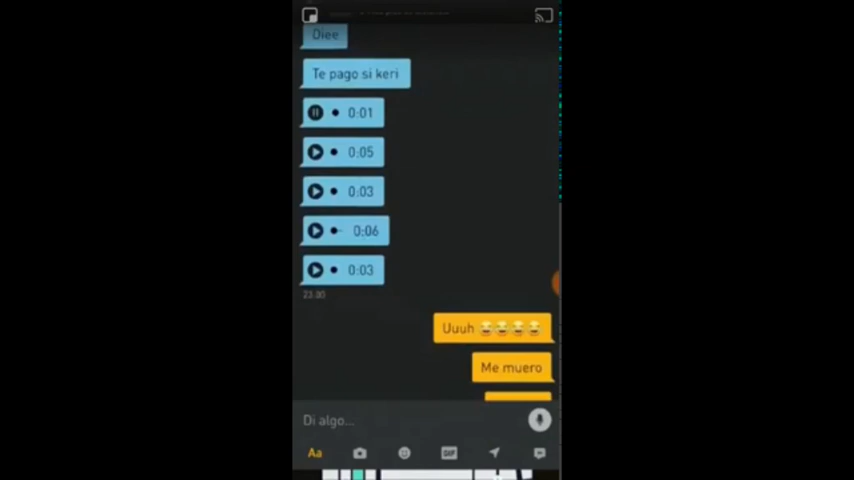 Diee
Te pago si keri
0:01
0:05
0:03
0:06
0:03
23:30
Uuuh 😂😂😂😂
Me muero
Di algo...
Aa
GIF